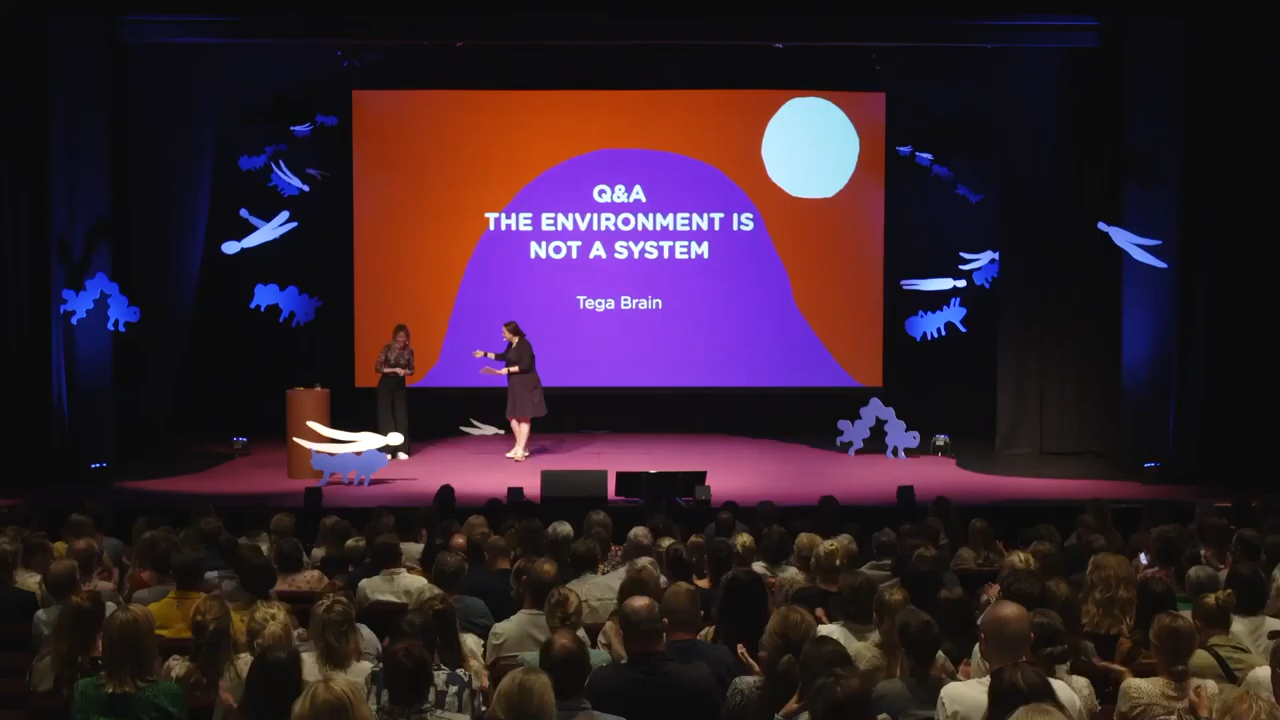 Q&A
THE ENVIRONMENT IS
NOT A SYSTEM
Tega Brain